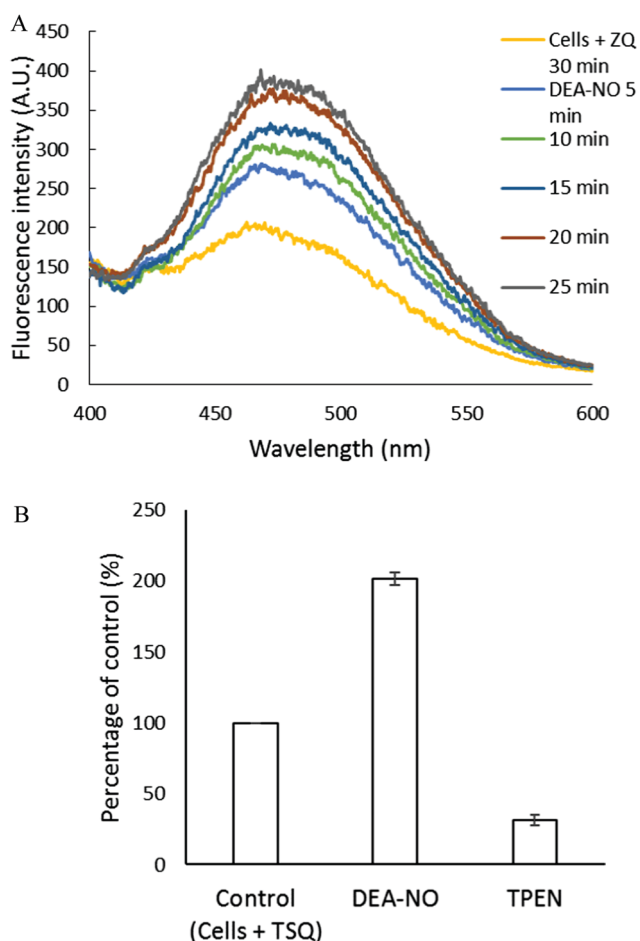 A
Fluorescence intensity (A.U.)
450
400
350
300
250
200
150
100
50
0
400
450
500
550
600
Wavelength (nm)
Cells + ZQ
30 min
DEA-NO 5
min
10 min
15 min
20 min
25 min
B
Percentage of control (%)
250
200
150
100
50
0
Control
(Cells + TSQ)
DEA-NO
TPEN